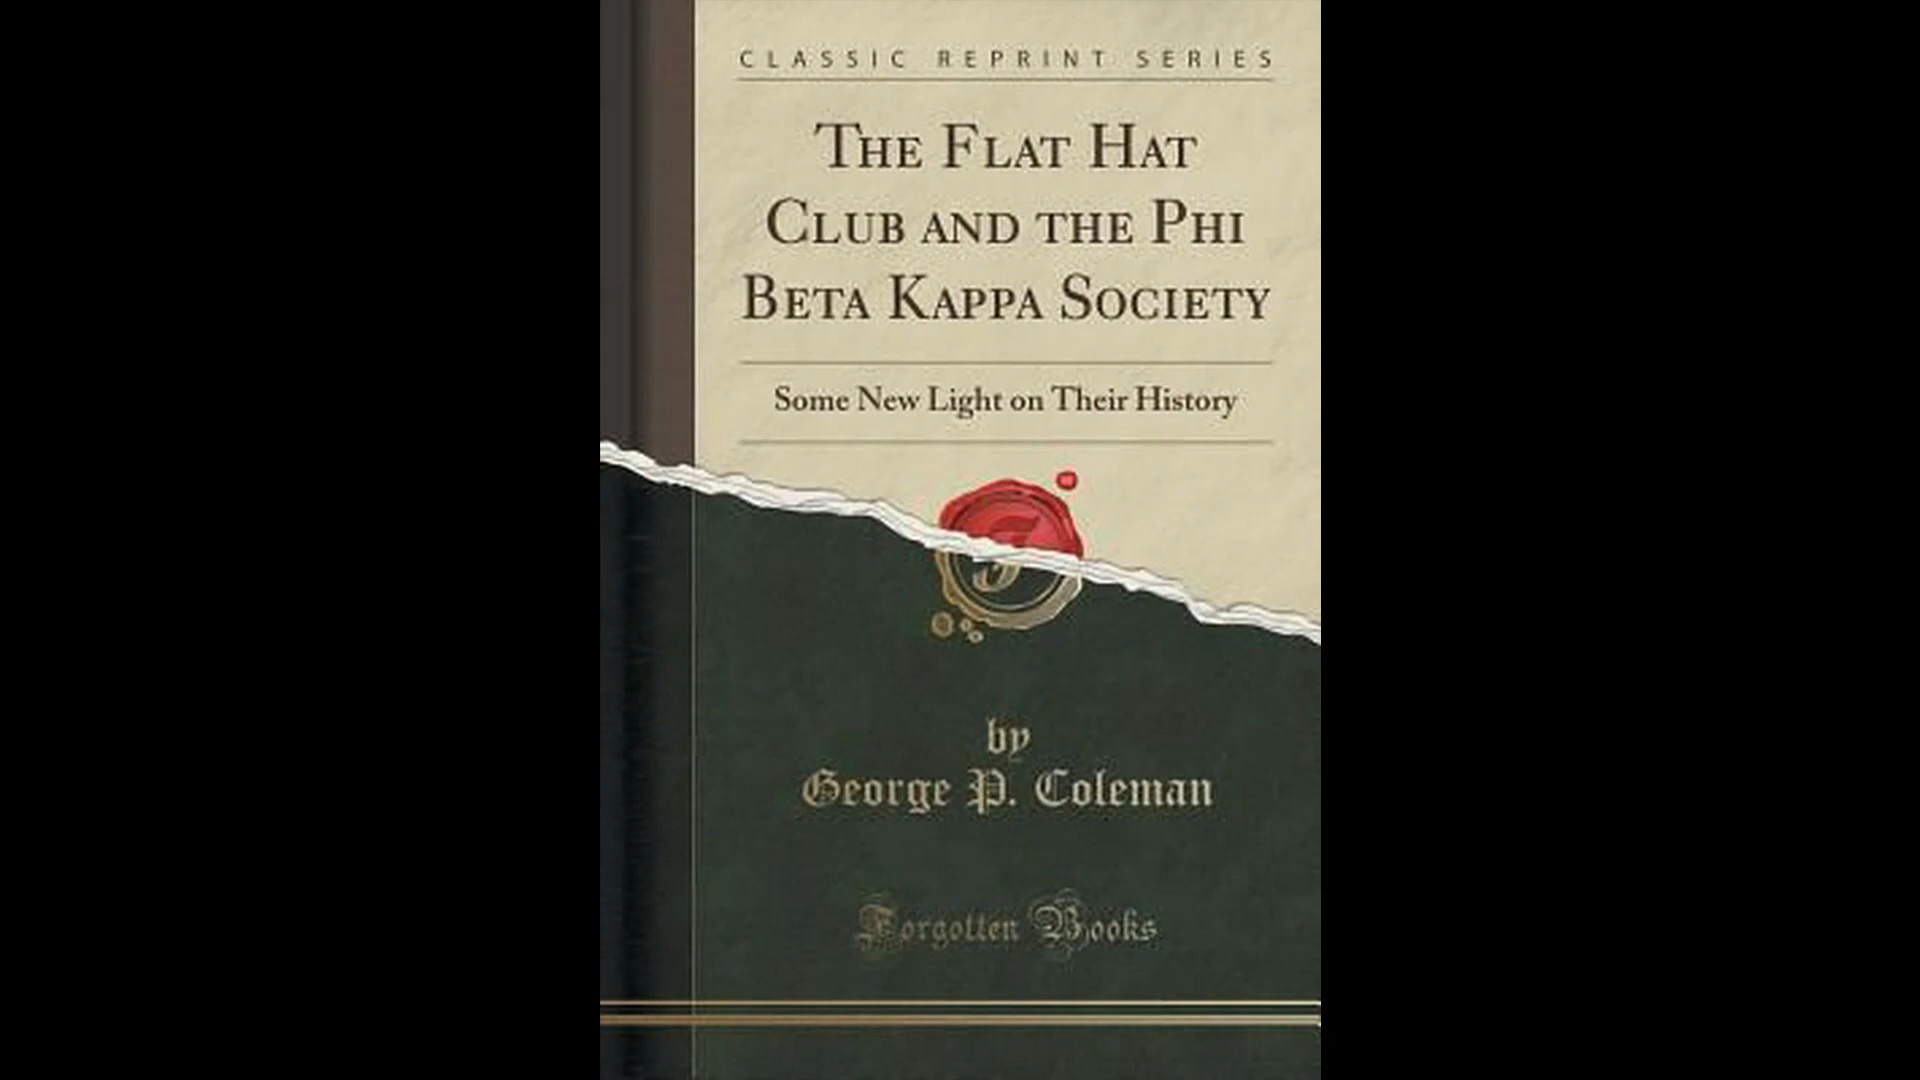 CLASSIC REPRINT SERIES
The Flat Hat
Club and the Phi
Beta Kappa Society
Some New Light on Their History
by
George P. Coleman
Forgotten Books